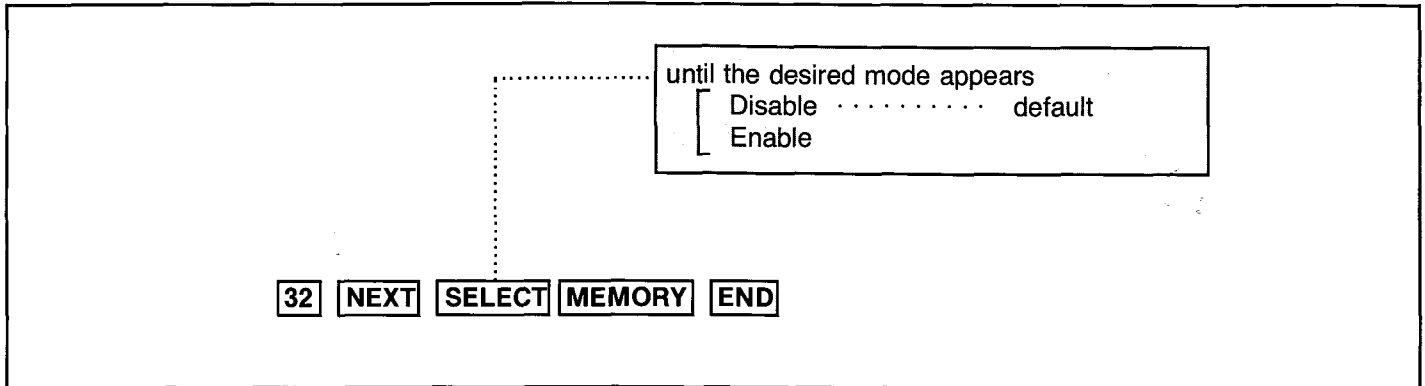 until the desired mode appears
Disable ·········· default
Enable
32 NEXT SELECT MEMORY END